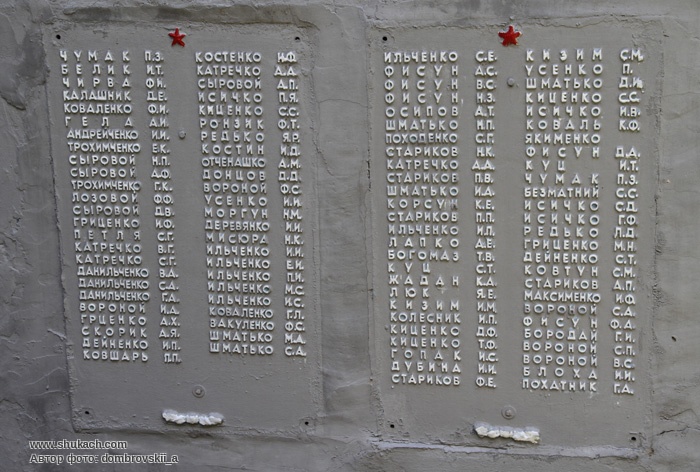 ЧУМАК П.З.
БЕЛИК И.Т.
ЧИРВА Ф.Н.
КАЛАШНИК Д.Е.
КОВАЛЕНКО Ф.И.
ГЕЛА А.И.
АНДРЕЙЧЕНКО И.И.
ТРОХИМЧЕНКО Е.К.
СЫРОВОЙ Н.П.
СЫРОВОЙ А.Ф.
ТРОХИМЧЕНКО Г.К.
ЛОЗОВОЙ Ф.Ф.
СЫРОВОЙ Д.В.
ГРИЦЕНКО И.Ф.
ПЕТЛЯ С.Г.
КАТРЕЧКО В.Г.
КАТРЕЧКО С.Г.
ДАНИЛЬЧЕНКО В.А.
ДАНИЛЬЧЕНКО С.А.
ДАНИЛЬЧЕНКО Г.А.
ВОРОНОЙ И.А.
ГРЦЕНКО А.Х.
СКОРИК А.Я.
ДЕЙНЕНКО И.П.
КОВШАРЬ П.П.
КОСТЕНКО И.Ф.
КАТРЕЧКО А.А.
СЫРОВОЙ А.П.
ИСИЧКО П.Я.
КИЦЕНКО С.С.
РОНЗИК Ф.Т.
РЕДЬКО Я.Р.
КОСТИН И.Д.
ОТЧЕНАШКО А.М.
ДОНЦОВ Д.Д.
ВОРОНОЙ Ф.С.
УСЕНКО И.И.
МОРГУН Н.М.
ДЕРЕВЯНКО И.М.
МИСЮРА Н.К.
ИЛЬЧЕНКО И.И.
ИЛЬЧЕНКО Е.И.
ИЛЬЧЕНКО П.И.
ИЛЬЧЕНКО И.С.
ИЛЬЧЕНКО И.С.
КОВАЛЕНКО Г.Л.
ВАКУЛЕНКО Ф.С.
ШМАТЬКО М.А.
ШМАТЬКО С.А.
ИЛЬЧЕНКО С.Е.
ФИСУН А.С.
ФИСУН В.С.
ФИСУН Н.З.
ОСИПОВ А.Т.
ШМАТЬКО Н.П.
ПОХОДЕНКО С.Г.
СТАРИКОВ Н.К.
КАТРЕЧКО А.А.
СТАРИКОВ П.П.
ШМАТЬКО И.А.
КОРСУН К.Е.
СТАРИКОВ П.П.
ИЛЬЧЕНКО И.Л.
ЛАПКО А.Е.
БОГОМАЗ Т.В.
КУЦ С.Т.
ЖАДАН К.А.
ЛЮК Я.Е.
КИЗИМ И.М.
КОЛЕСНИК И.П.
КИЦЕНКО Д.Ф.
КИЦЕНКО Т.Ф.
ГОПАК И.С.
ДУБИНА И.И.
СТАРИКОВ Ф.Е.
КИЗИМ С.М.
УСЕНКО П.
ШМАТЬКО Д.И.
КИЦЕНКО С.С.
ИСИЧКО И.В.
КОВАЛЬ К.Ф.
ЯКИМЕНКО
ФИСУН Д.А.
КУЦ И.Т.
ЧУМАК П.З.
БЕЗМАТНИЙ С.С.
ИСИЧКО С.Д.
ИСИЧКО Г.Ф.
РЕДЬКО П.Д.
ГРИЦЕНКО М.Н.
ДЕЙНЕНКО С.Т.
КОВТУН С.М.
СТАРИКОВ А.П.
МАКСИМЕНКО И.Ф.
ВОРОНОЙ С.А.
ФИСУН Ф.А.
БОРОДАЙ Г.И.
ВОРОНОЙ С.П.
ВОРОНОЙ В.С.
БЛОХА И.И.
ПОХАТНИК Г.А.
www.shukach.com
Автор фото: dombrovskii_a